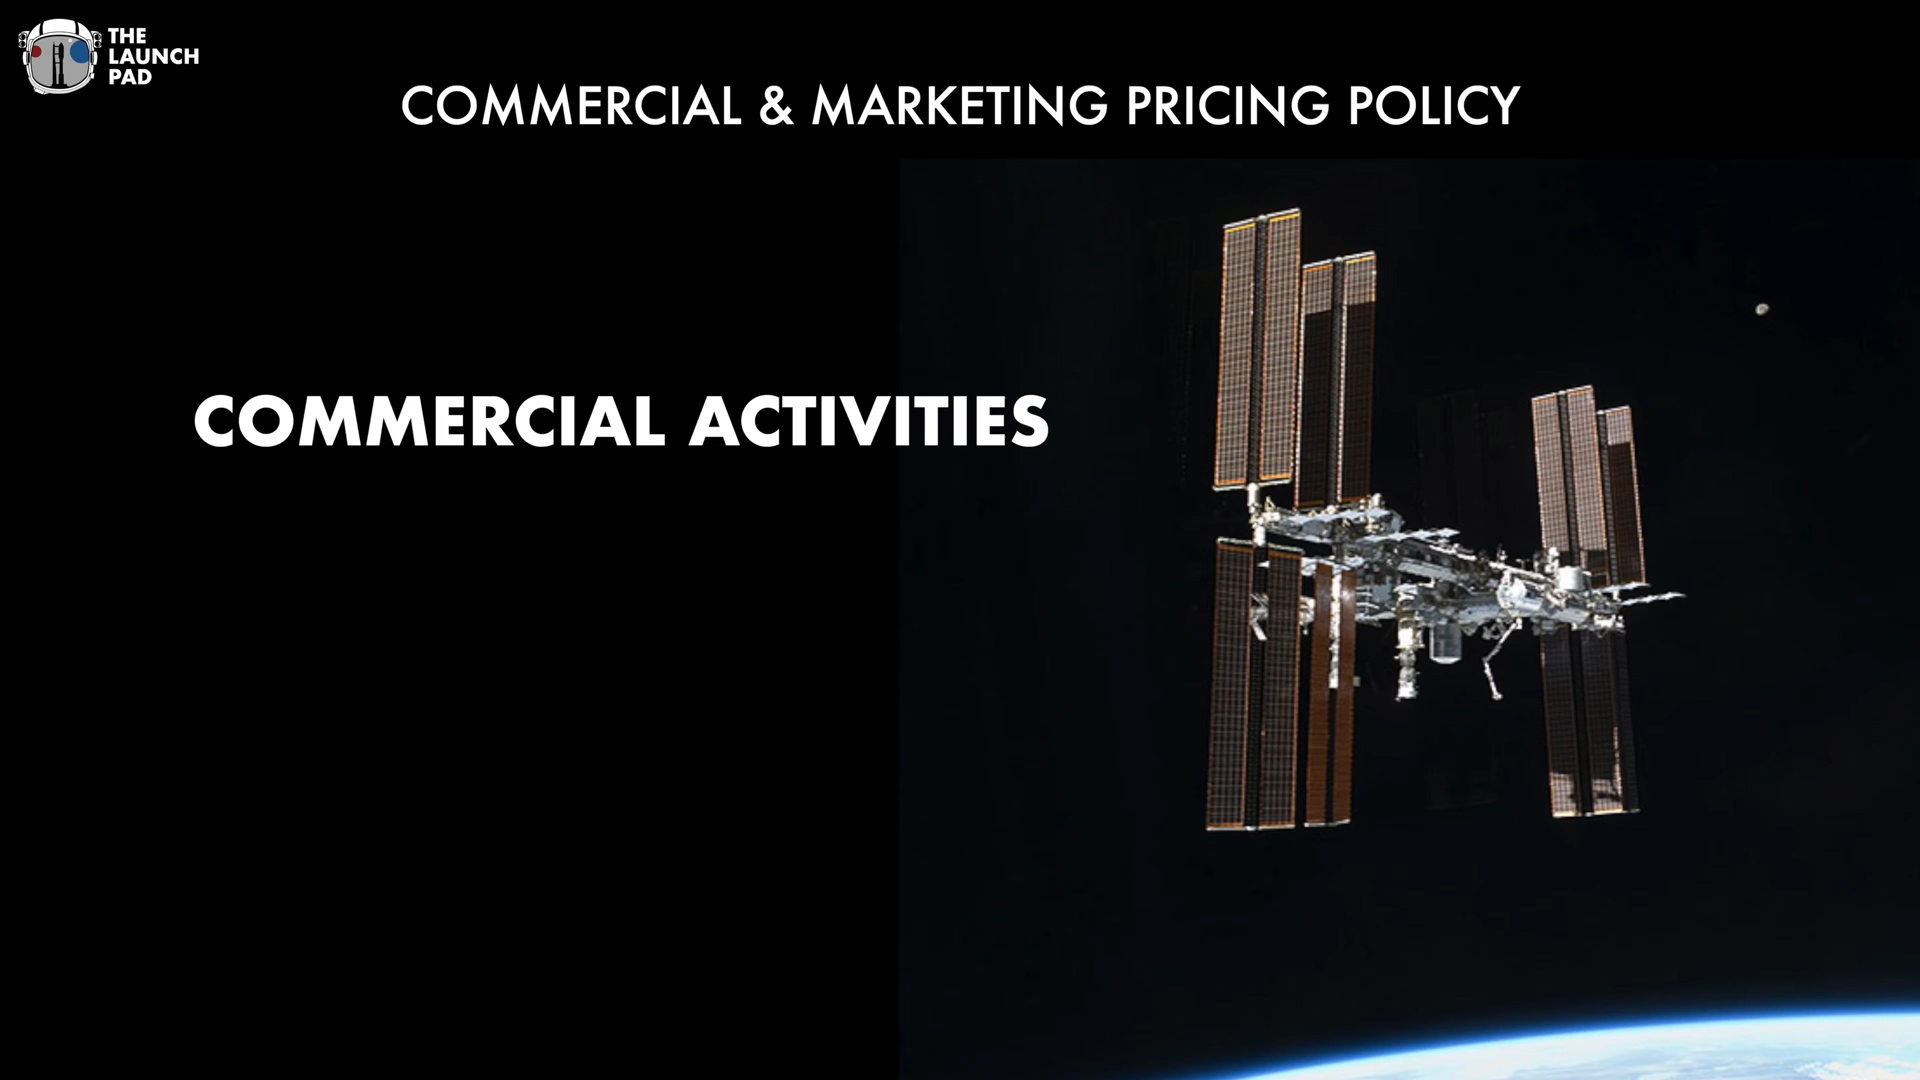 THE
LAUNCH
PAD
COMMERCIAL & MARKETING PRICING POLICY
COMMERCIAL ACTIVITIES